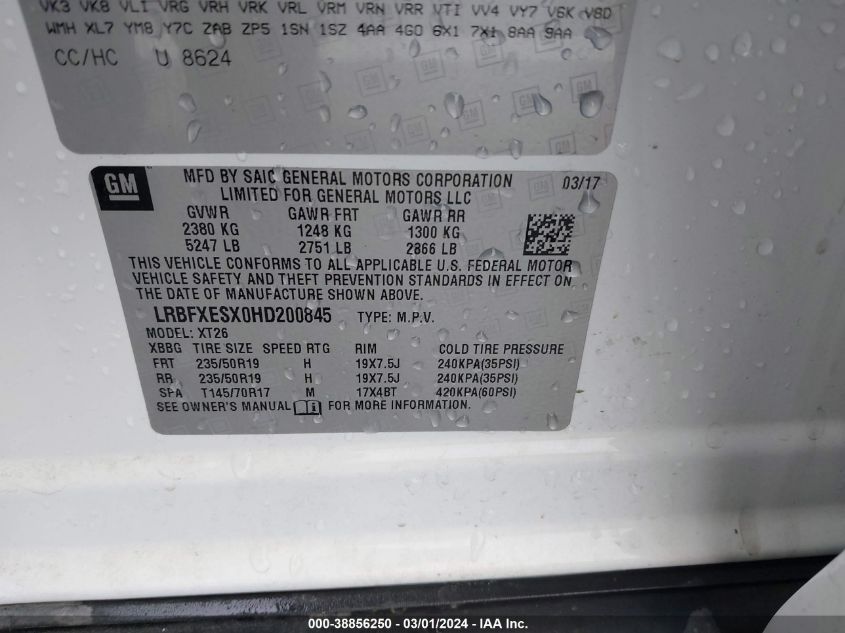 VK3 VK8 VLI VRG VRH VRK VRL VRM VRN VRR VTI VV4 VY7 V6K V8D
WMH XL7 YM8 Y7C ZAB ZP5 1SN 1SZ 4AA 4GO 6X1 7X1 8AA 9AA
CC/HC U 8624
GM MFD BY SAIC GENERAL MOTORS CORPORATION 03/17
LIMITED FOR GENERAL MOTORS LLC
GVWR GAWR FRT GAWR RR
2380 KG 1248 KG 1300 KG
5247 LB 2751 LB 2866 LB
THIS VEHICLE CONFORMS TO ALL APPLICABLE U.S. FEDERAL MOTOR
VEHICLE SAFETY AND THEFT PREVENTION STANDARDS IN EFFECT ON
THE DATE OF MANUFACTURE SHOWN ABOVE.
LRBFXESX0HD200845 TYPE: M.P.V.
MODEL: XT26
XBBG TIRE SIZE SPEED RTG RIM COLD TIRE PRESSURE
FRT 235/50R19 H 19X7.5J 240KPA(35PSI)
RR 235/50R19 H 19X7.5J 240KPA(35PSI)
SPA T145/70R17 M 17X4BT 420KPA(60PSI)
SEE OWNER'S MANUAL FOR MORE INFORMATION.
000-38856250 - 03/01/2024 - IAA Inc.